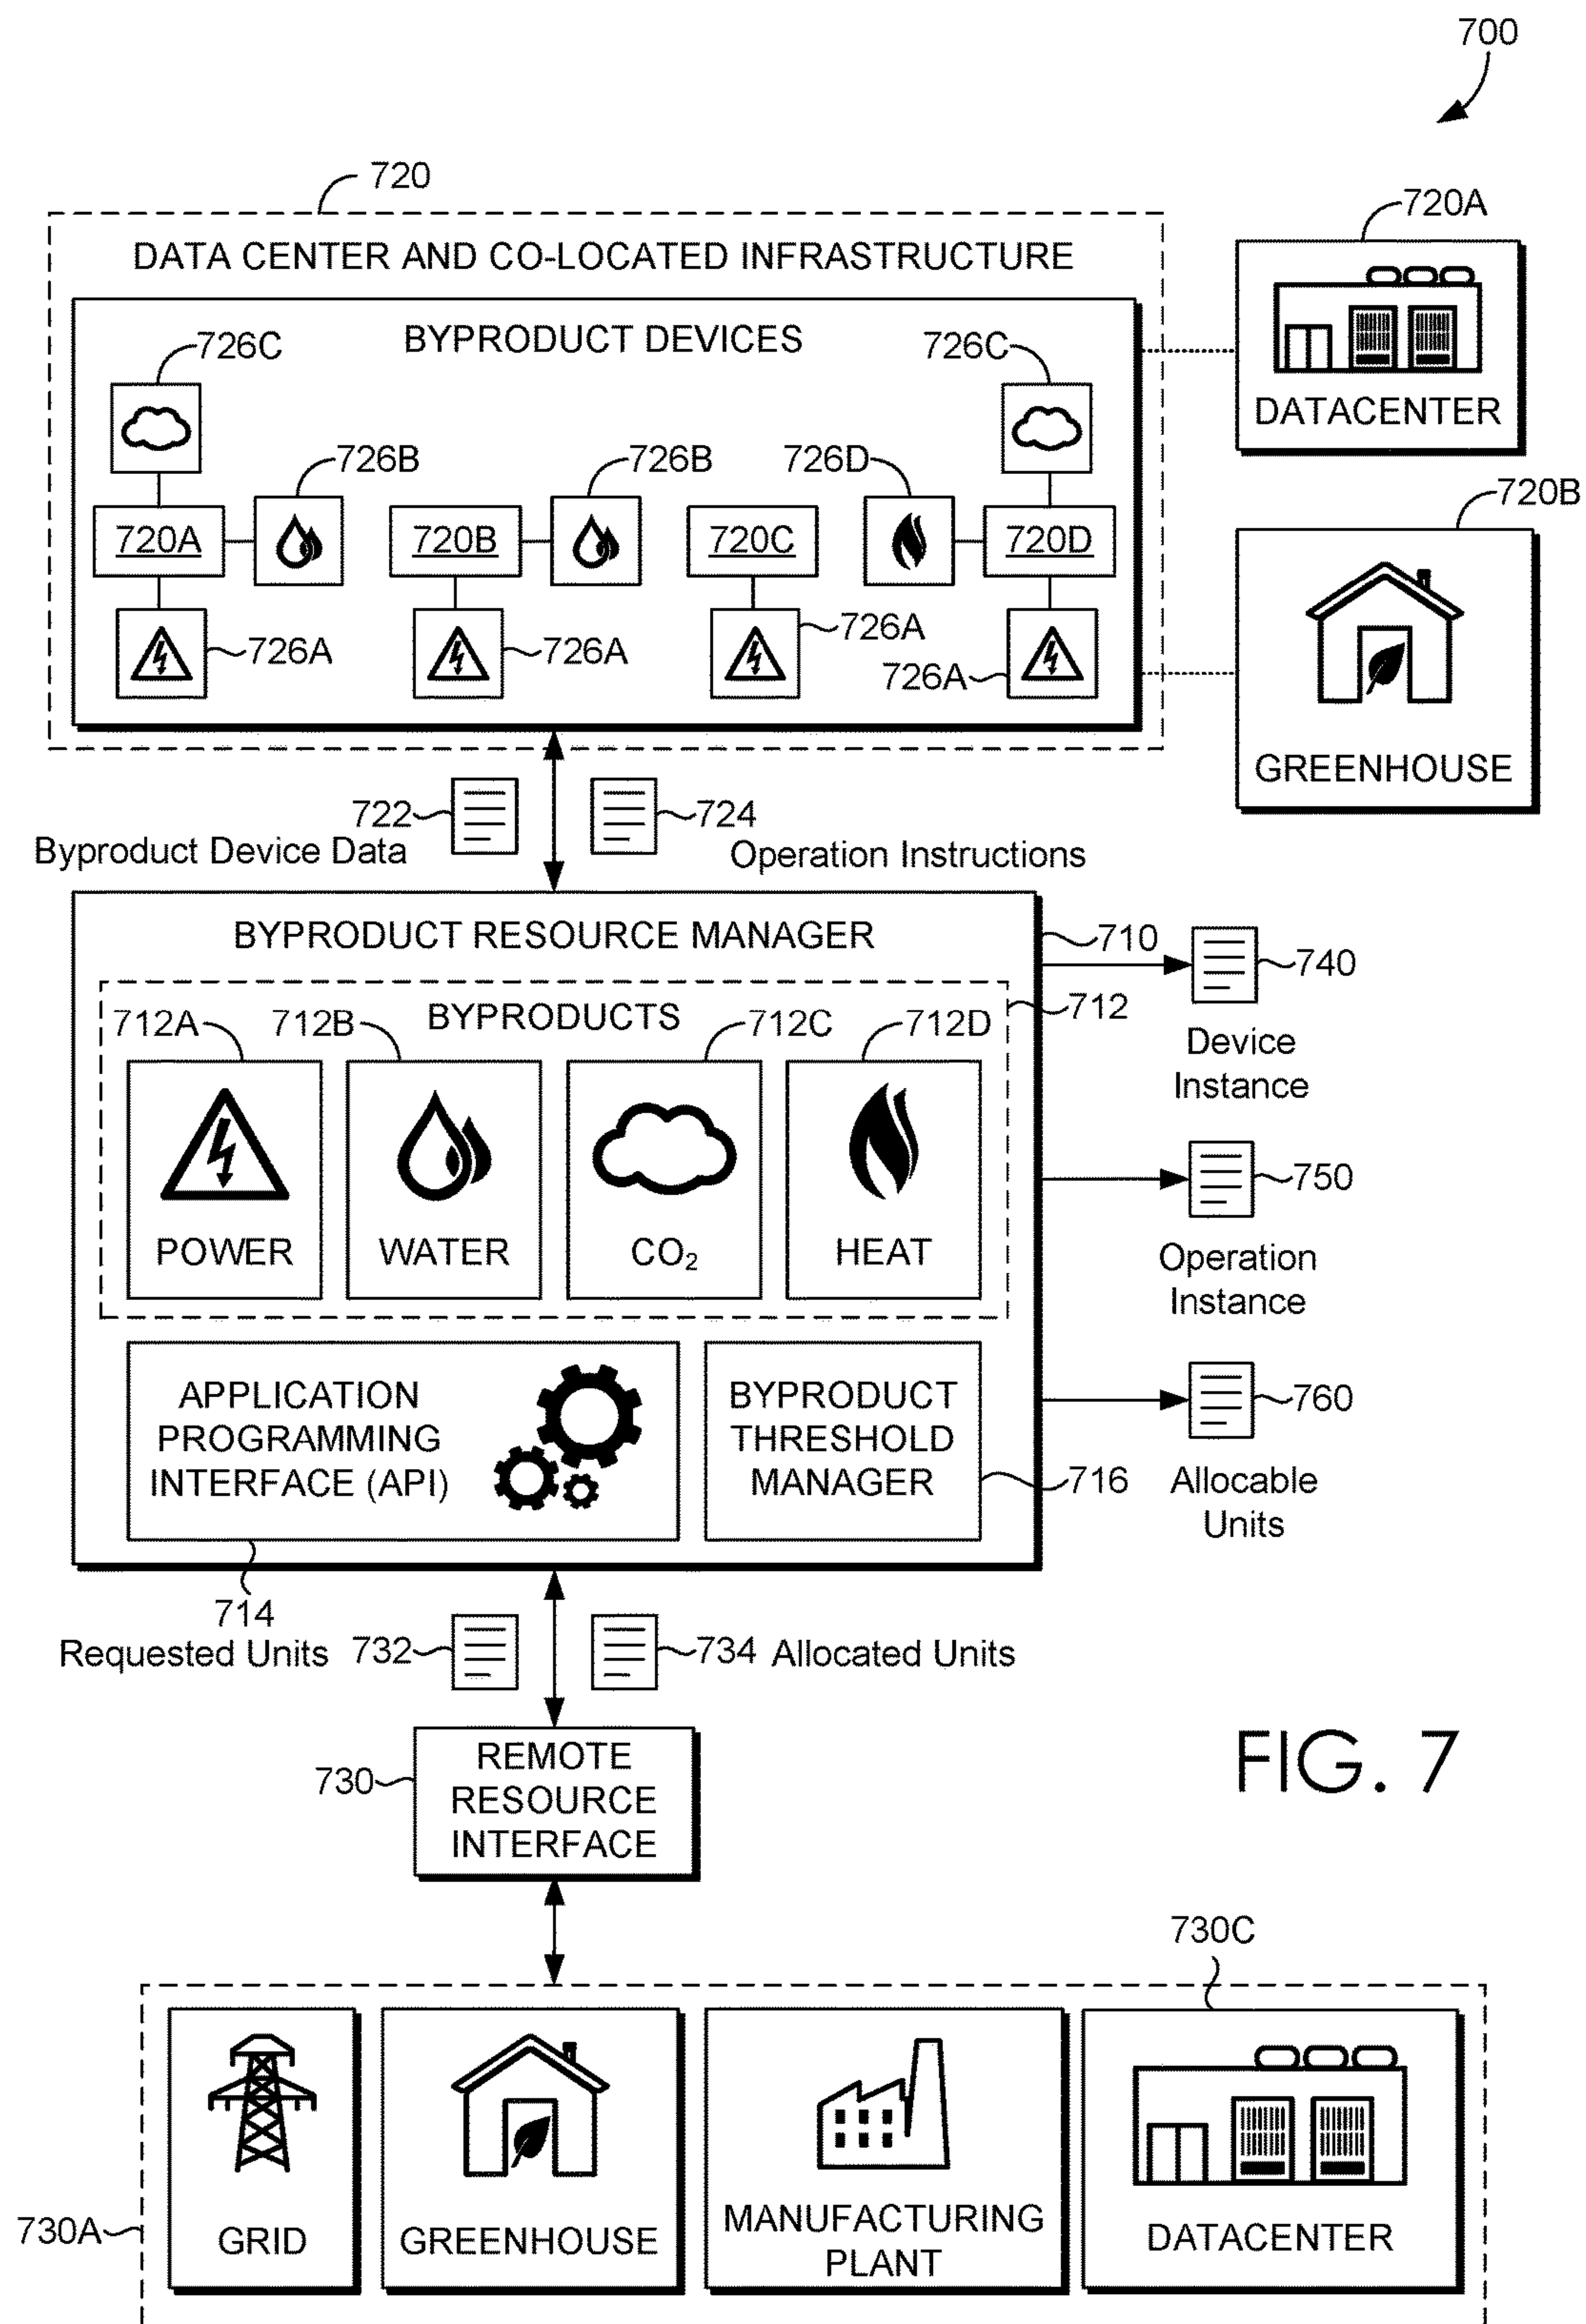 700
720
720A
DATA CENTER AND CO-LOCATED INFRASTRUCTURE
BYPRODUCT DEVICES
726C
726C
DATACENTER
726B
726B
726D
720B
720A
720B
720C
720D
726A
726A
726A
726A
GREENHOUSE
722
724
Byproduct Device Data
Operation Instructions
BYPRODUCT RESOURCE MANAGER
710
740
BYPRODUCTS
712
712A
712B
712C
712D
Device
Instance
POWER
WATER
CO₂
HEAT
750
Operation
Instance
APPLICATION
PROGRAMMING
INTERFACE (API)
BYPRODUCT
THRESHOLD
MANAGER
760
716
Allocable
Units
714
Requested Units
732
734
Allocated Units
REMOTE
RESOURCE
INTERFACE
730
FIG. 7
730C
730A
GRID
GREENHOUSE
MANUFACTURING
PLANT
DATACENTER